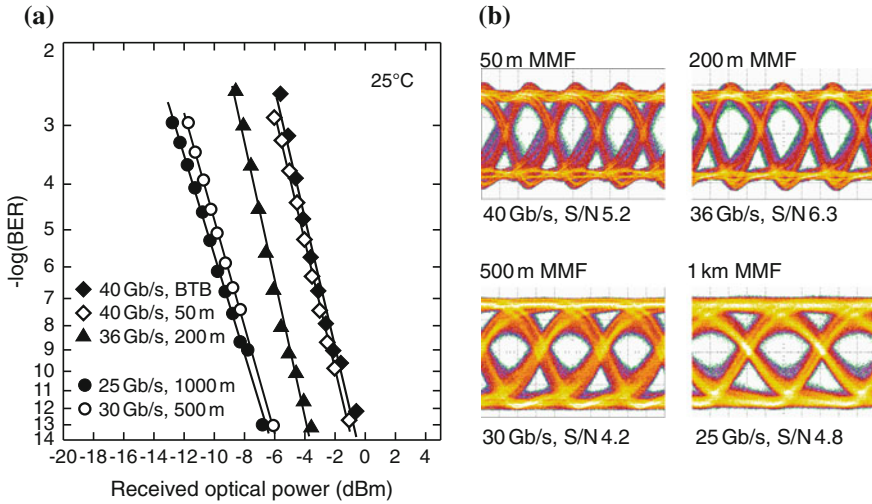 (a)
2
3
4
5
6
7
8
9
10
12
13
14
-log(BER)
25°C
40 Gb/s, BTB
40 Gb/s, 50 m
36 Gb/s, 200 m
25 Gb/s, 1000 m
30 Gb/s, 500 m
-20 -18 -16 -14 -12 -10 -8 -6 -4 -2 0 2 4
Received optical power (dBm)
(b)
50 m MMF
40 Gb/s, S/N 5.2
200 m MMF
36 Gb/s, S/N 6.3
500 m MMF
30 Gb/s, S/N 4.2
1 km MMF
25 Gb/s, S/N 4.8